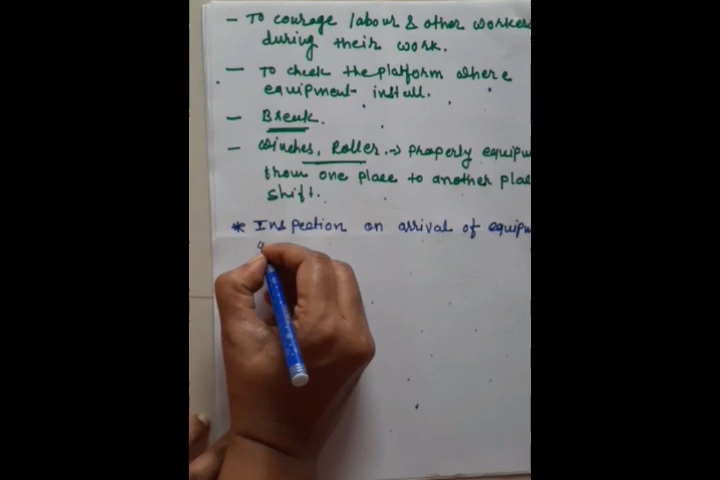 - To courage labour & other workers
during their work.
- To check the platform where
equipment install.
- Break.
- Winches, Roller. → Properly equipm
from one place to another place
shift.
* Inspection on arrival of equipm